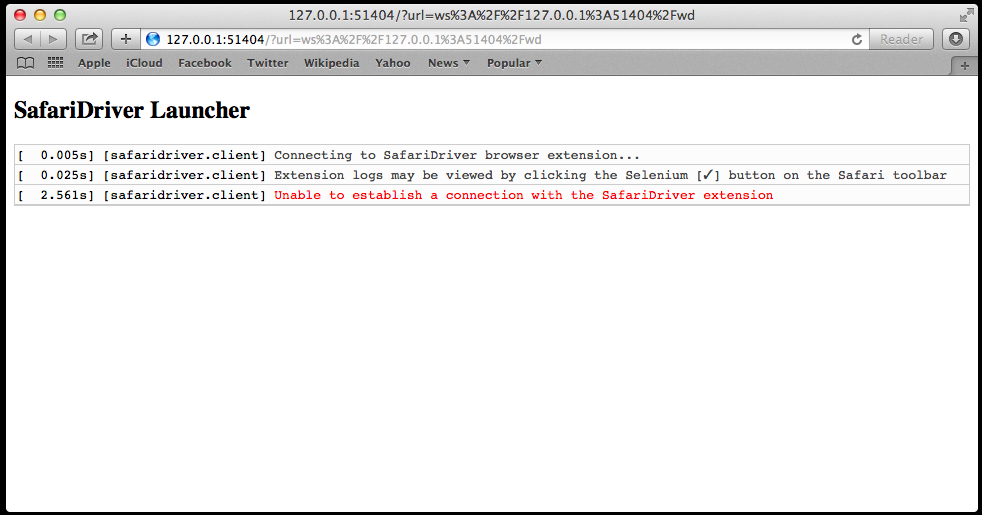 127.0.0.1:51404/?url=ws%3A%2F%2F127.0.0.1%3A51404%2Fwd
127.0.0.1:51404/?url=ws%3A%2F%2F127.0.0.1%3A51404%2Fwd Reader
Apple iCloud Facebook Twitter Wikipedia Yahoo News Popular
SafariDriver Launcher
[ 0.005s] [safaridriver.client] Connecting to SafariDriver browser extension...
[ 0.025s] [safaridriver.client] Extension logs may be viewed by clicking the Selenium [✓] button on the Safari toolbar
[ 2.561s] [safaridriver.client] Unable to establish a connection with the SafariDriver extension